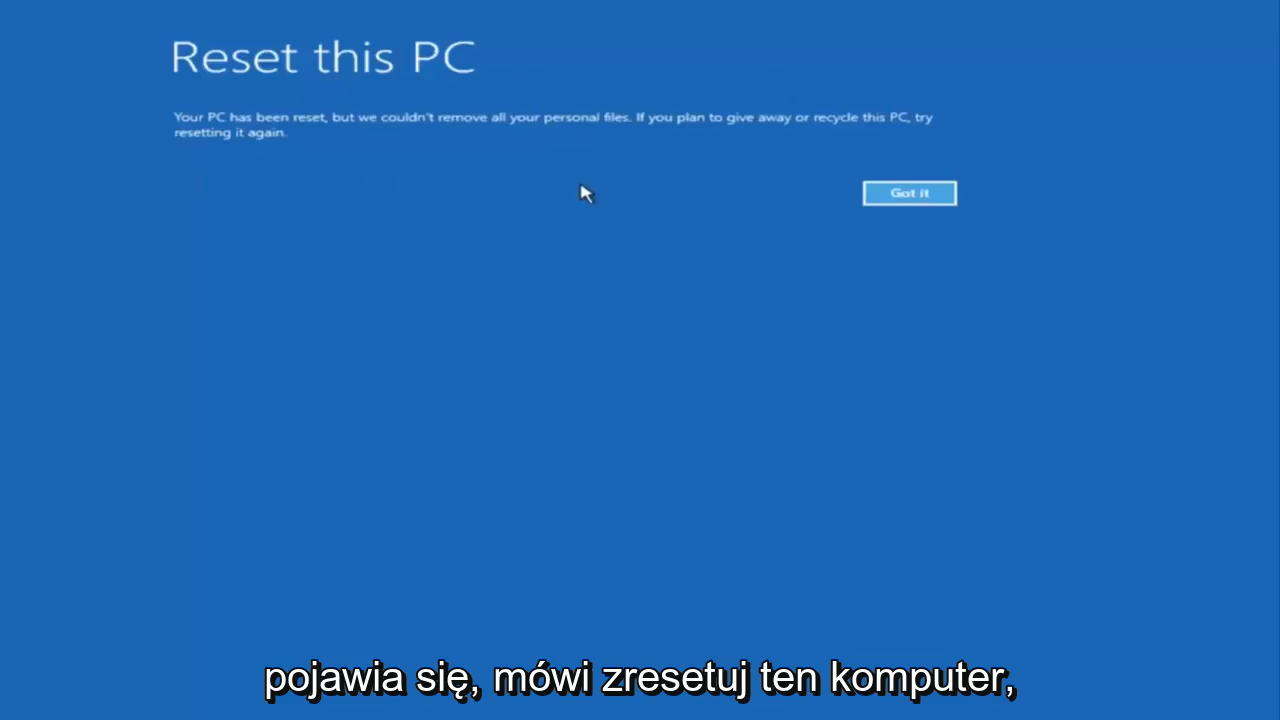 Reset this PC
Your PC has been reset, but we couldn't remove all your personal files. If you plan to give away or recycle this PC, try
resetting it again.
Got it
pojawia się, mówi zresetuj ten komputer,